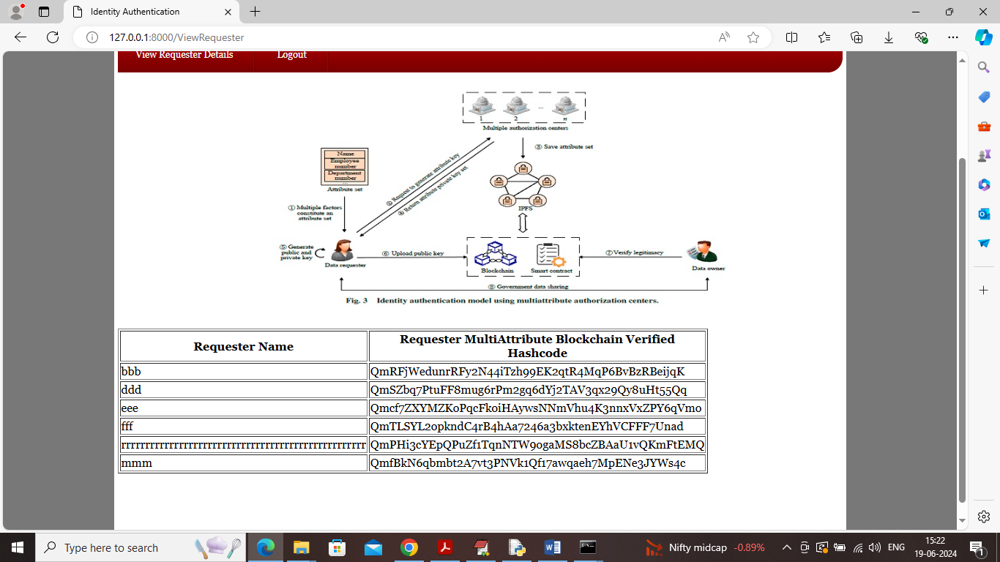 Identity Authentication
127.0.0.1:8000/ViewRequester
View Requester Details Logout
1 2 ... n
Multiple authorization centers
③ Save attribute set
Name
Employee
number
Department
number
...
Attribute set
② Request to generate attribute key
④ Return attribute private key set
① Multiple factors
constitute an
attribute set
IPFS
⑤ Generate
public and
private key
Data requester
⑥ Upload public key
Blockchain Smart contract
⑦ Verify legitimacy
Data owner
⑧ Government data sharing
Fig. 3 Identity authentication model using multiattribute authorization centers.
Requester Name
Requester MultiAttribute Blockchain Verified
Hashcode
bbb QmRFjWedunrRFy2N44iTzh99EK2qtR4MqP6BvBzRBeijqK
ddd QmSZbq7PtuFF8mug6rPm2gq6dYj2TAV3qx29Qy8uHt55Qq
eee Qmcf7ZXYMZKoPqcFkoiHAywsNNmVhu4K3nnxVxZPY6qVmo
fff QmTLSYL2opkndC4rB4hAa7246a3bxktenEYhVCFFF7Unad
rrrrrrrrrrrrrrrrrrrrrrrrrrrrrrrrrrrrrrrrrrrrrrrrrrr QmPHi3cYEpQPuZf1TqnNTW9ogaMS8bcZBAaU1vQKmFtEMQ
mmm QmfBkN6qbmbt2A7vt3PNVk1Qf17awqaeh7MpENe3JYWs4c
Type here to search
Nifty midcap -0.89%
ENG
15:22
19-06-2024
1